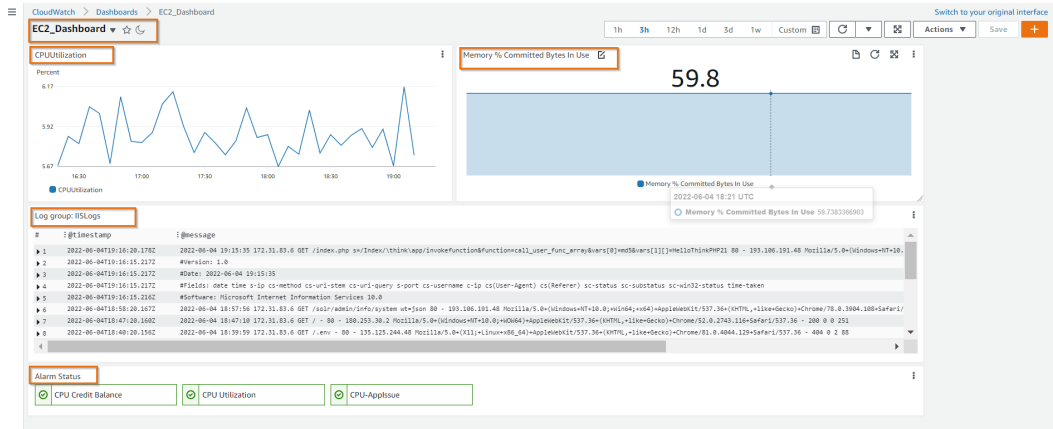 CloudWatch > Dashboards > EC2_Dashboard
Switch to your original interface
EC2_Dashboard
1h 3h 12h 1d 3d 1w Custom
Actions
Save
CPUUtilization
Percent
6.17
5.92
5.67
16:30 17:00 17:30 18:00 18:30 19:00
CPUUtilization
Memory % Committed Bytes In Use
59.8
Memory % Committed Bytes In Use
2022-06-04 18:21 UTC
Memory % Committed Bytes In Use 59.7383366903
Log group: IISLogs
# : @timestamp : @message
1 2022-06-04T19:16:20.178Z 2022-06-04 19:15:35 172.31.83.6 GET /index.php s=/Index/\think\app/invokefunction&function=call_user_func_array&vars[0]=md5&vars[1][]=HelloThinkPHP21 80 - 193.106.191.48 Mozilla/5.0+(Windows+NT+10.
2 2022-06-04T19:16:15.217Z #Version: 1.0
3 2022-06-04T19:16:15.217Z #Date: 2022-06-04 19:15:35
4 2022-06-04T19:16:15.217Z #Fields: date time s-ip cs-method cs-uri-stem cs-uri-query s-port cs-username c-ip cs(User-Agent) cs(Referer) sc-status sc-substatus sc-win32-status time-taken
5 2022-06-04T19:16:15.216Z #Software: Microsoft Internet Information Services 10.0
6 2022-06-04T18:58:20.167Z 2022-06-04 18:57:56 172.31.83.6 GET /solr/admin/info/system wt=json 80 - 193.106.191.48 Mozilla/5.0+(Windows+NT+10.0;+Win64;+x64)+AppleWebKit/537.36+(KHTML,+like+Gecko)+Chrome/78.0.3904.108+Safari/
7 2022-06-04T18:47:20.160Z 2022-06-04 18:47:10 172.31.83.6 GET / - 80 - 180.253.30.2 Mozilla/5.0+(Windows+NT+10.0;+WOW64)+AppleWebKit/537.36+(KHTML,+like+Gecko)+Chrome/52.0.2743.116+Safari/537.36 - 200 0 0 251
8 2022-06-04T18:40:20.156Z 2022-06-04 18:39:59 172.31.83.6 GET /.env - 80 - 135.125.244.48 Mozilla/5.0+(X11;+Linux+x86_64)+AppleWebKit/537.36+(KHTML,+like+Gecko)+Chrome/81.0.4044.129+Safari/537.36 - 404 0 2 88
Alarm Status
CPU Credit Balance
CPU Utilization
CPU-AppIssue